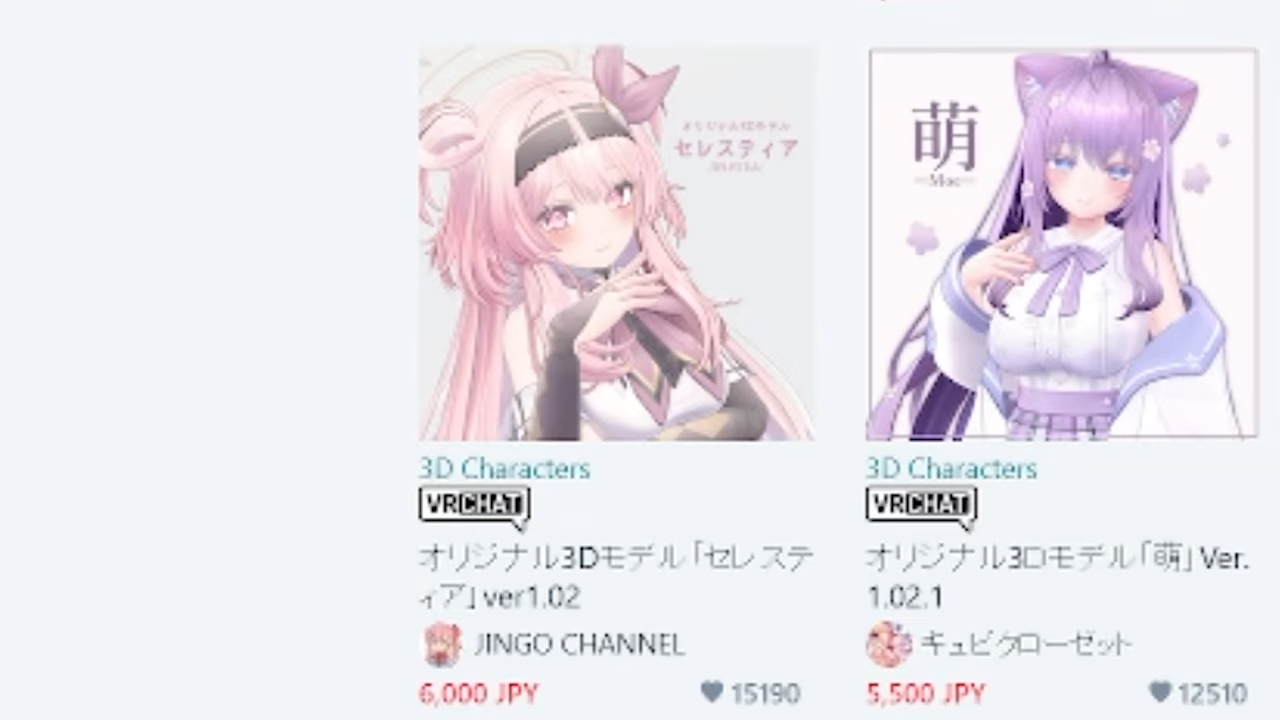 オリジナル3Dモデル
セレスティア
萌
Moe
3D Characters
VRCHAT
オリジナル3Dモデル「セレステ
ィア」ver1.02
JINGO CHANNEL
6,000 JPY
15190
3D Characters
VRCHAT
オリジナル3Dモデル「萌」Ver.
1.02.1
キュビクローゼット
5,500 JPY
12510